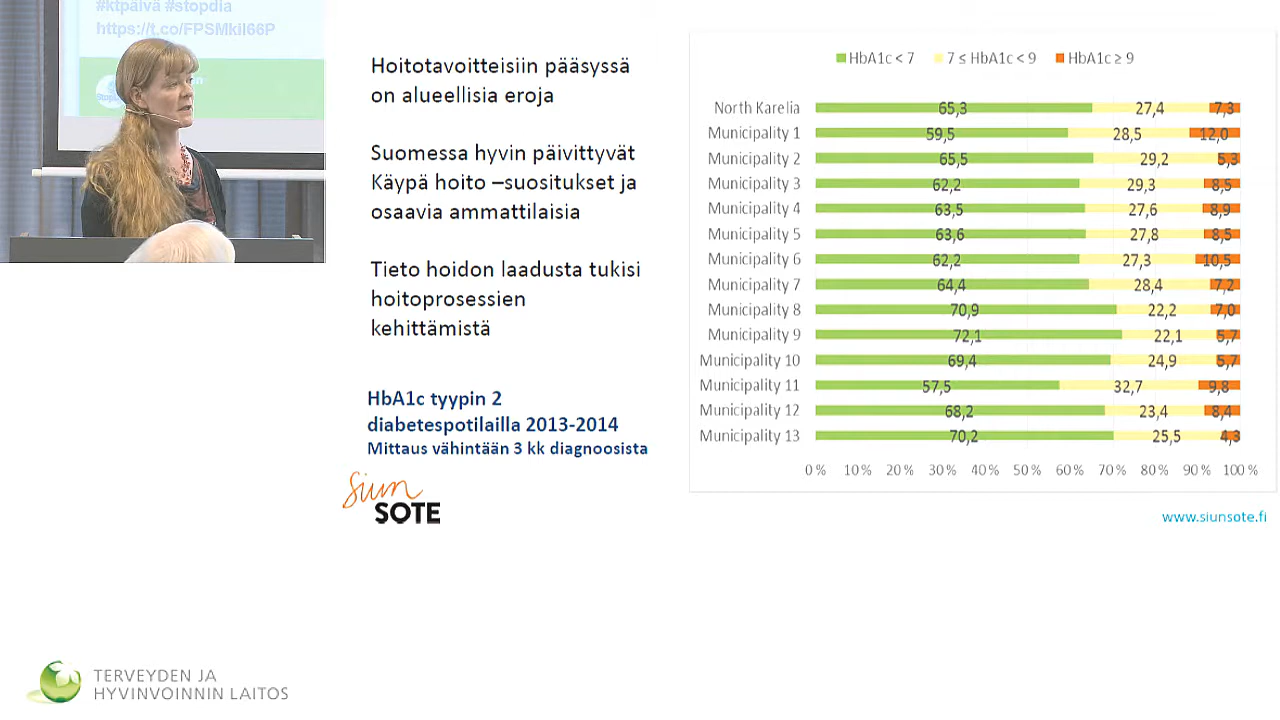 #ktpäivä #stopdia
https://t.co/FPSMkil66P
Hoitotavoitteisiin pääsyssä
on alueellisia eroja
Suomessa hyvin päivittyvät
Käypä hoito –suositukset ja
osaavia ammattilaisia
Tieto hoidon laadusta tukisi
hoitoprosessien
kehittämistä
HbA1c tyypin 2
diabetespotilailla 2013-2014
Mittaus vähintään 3 kk diagnoosista
Siun
SOTE
HbA1c < 7 7 ≤ HbA1c < 9 HbA1c ≥ 9
North Karelia 65,3 27,4 7,3
Municipality 1 59,5 28,5 12,0
Municipality 2 65,5 29,2 5,3
Municipality 3 62,2 29,3 8,5
Municipality 4 63,5 27,6 8,9
Municipality 5 63,6 27,8 8,5
Municipality 6 62,2 27,3 10,5
Municipality 7 64,4 28,4 7,2
Municipality 8 70,9 22,2 7,0
Municipality 9 72,1 22,1 5,7
Municipality 10 69,4 24,9 5,7
Municipality 11 57,5 32,7 9,8
Municipality 12 68,2 23,4 8,4
Municipality 13 70,2 25,5 4,3
0 % 10 % 20 % 30 % 40 % 50 % 60 % 70 % 80 % 90 % 100 %
www.siunsote.fi
TERVEYDEN JA
HYVINVOINNIN LAITOS